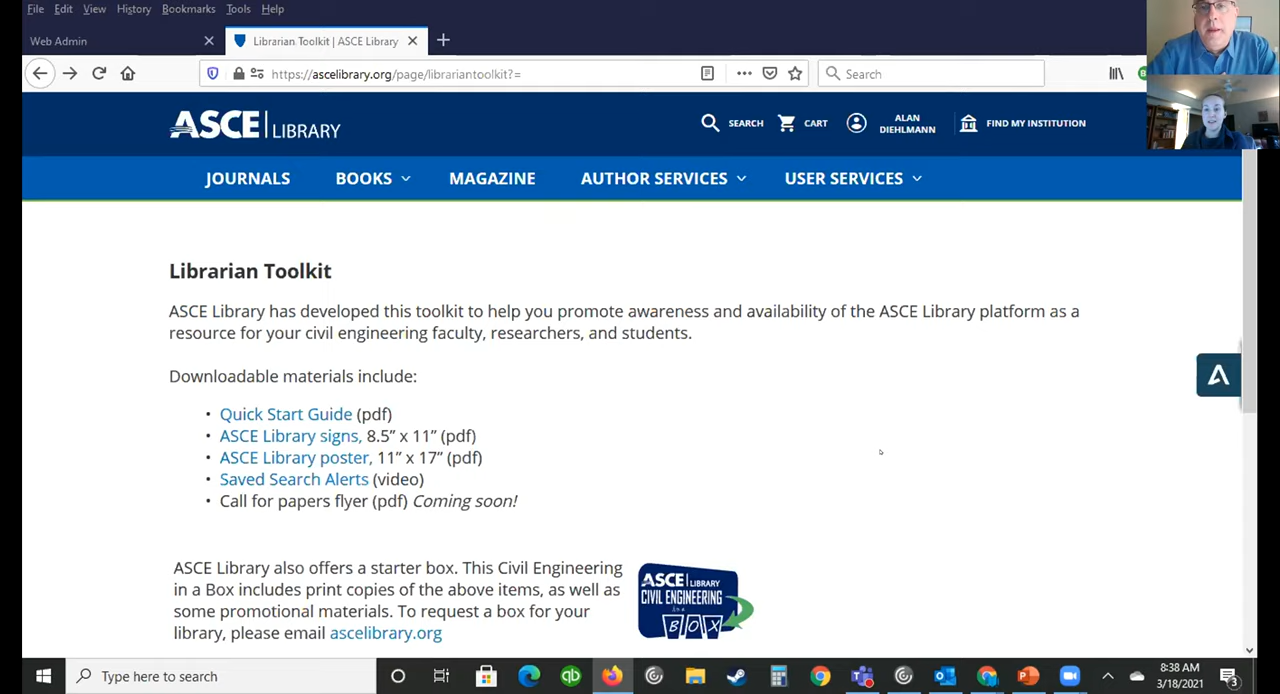 File Edit View History Bookmarks Tools Help
Web Admin
Librarian Toolkit | ASCE Library
https://ascelibrary.org/page/librariantoolkit?=
Search
ASCE | LIBRARY
SEARCH
CART
ALAN
DIEHLMANN
FIND MY INSTITUTION
JOURNALS BOOKS MAGAZINE AUTHOR SERVICES USER SERVICES
Librarian Toolkit
ASCE Library has developed this toolkit to help you promote awareness and availability of the ASCE Library platform as a
resource for your civil engineering faculty, researchers, and students.
Downloadable materials include:
• Quick Start Guide (pdf)
• ASCE Library signs, 8.5” x 11” (pdf)
• ASCE Library poster, 11” x 17” (pdf)
• Saved Search Alerts (video)
• Call for papers flyer (pdf) Coming soon!
ASCE Library also offers a starter box. This Civil Engineering
in a Box includes print copies of the above items, as well as
some promotional materials. To request a box for your
library, please email ascelibrary.org
ASCE | LIBRARY
CIVIL ENGINEERING
in a
BOX
Type here to search
8:38 AM
3/18/2021
3